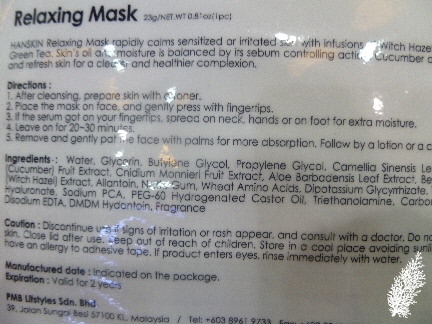 Relaxing Mask 23g/NET.WT 0.81oz(1pc)
HANSKIN Relaxing Mask rapidly calms sensitized or irritated skin with infusions of Witch Haze
Green Tea. Skin's oil and moisture is balanced by its sebum controlling action. Cucumber
and refresh skin for a cleaner and healthier complexion.
Directions :
1. After cleansing, prepare skin with toner.
2. Place the mask on face, and gently press with fingertips.
3. If the serum got on your fingertips, spread on neck, hands or on foot for extra moisture.
4. Leave on for 20~30 minutes.
5. Remove and gently pat the face with palms for more absorption. Follow by a lotion or a c
Ingredients : Water, Glycerin, Butylene Glycol, Propylene Glycol, Camellia Sinensis Le
Cucumber) Fruit Extract, Cnidium Monnieri Fruit Extract, Aloe Barbadensis Leaf Extract, Be
Witch Hazel) Extract, Allantoin, Gum, Wheat Amino Acids, Dipotassium Glycyrrhizate,
Hyaluronate, Sodium PCA, PEG-60 Hydrogenated Castor Oil, Triethanolamine, Carbo
Disodium EDTA, DMDM Hydantoin, Fragrance
Caution : Discontinue use if signs of irritation or rash appear, and consult with a doctor. Do no
skin. Close lid after use. Keep out of reach of children. Store in a cool place avoiding sunli
have an allergy to adhesive tape. If product enters eyes, rinse immediately with water.
Manufactured date : Indicated on the package.
Expiration : Valid for 2 years
PMB Lifstyles Sdn. Bhd
39, Jalan Sungai Besi 57100 KL, Malaysia / Tel: +603 8961 9733